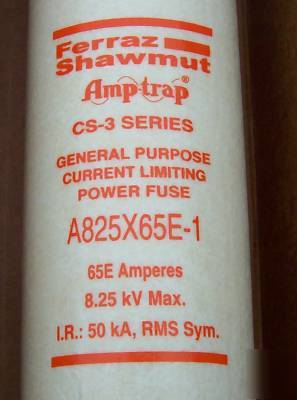 Ferraz
Shawmut
Amp-trap®
CS-3 SERIES
GENERAL PURPOSE
CURRENT LIMITING
POWER FUSE
A825X65E-1
65E Amperes
8.25 kV Max.
I.R.: 50 kA, RMS Sym.